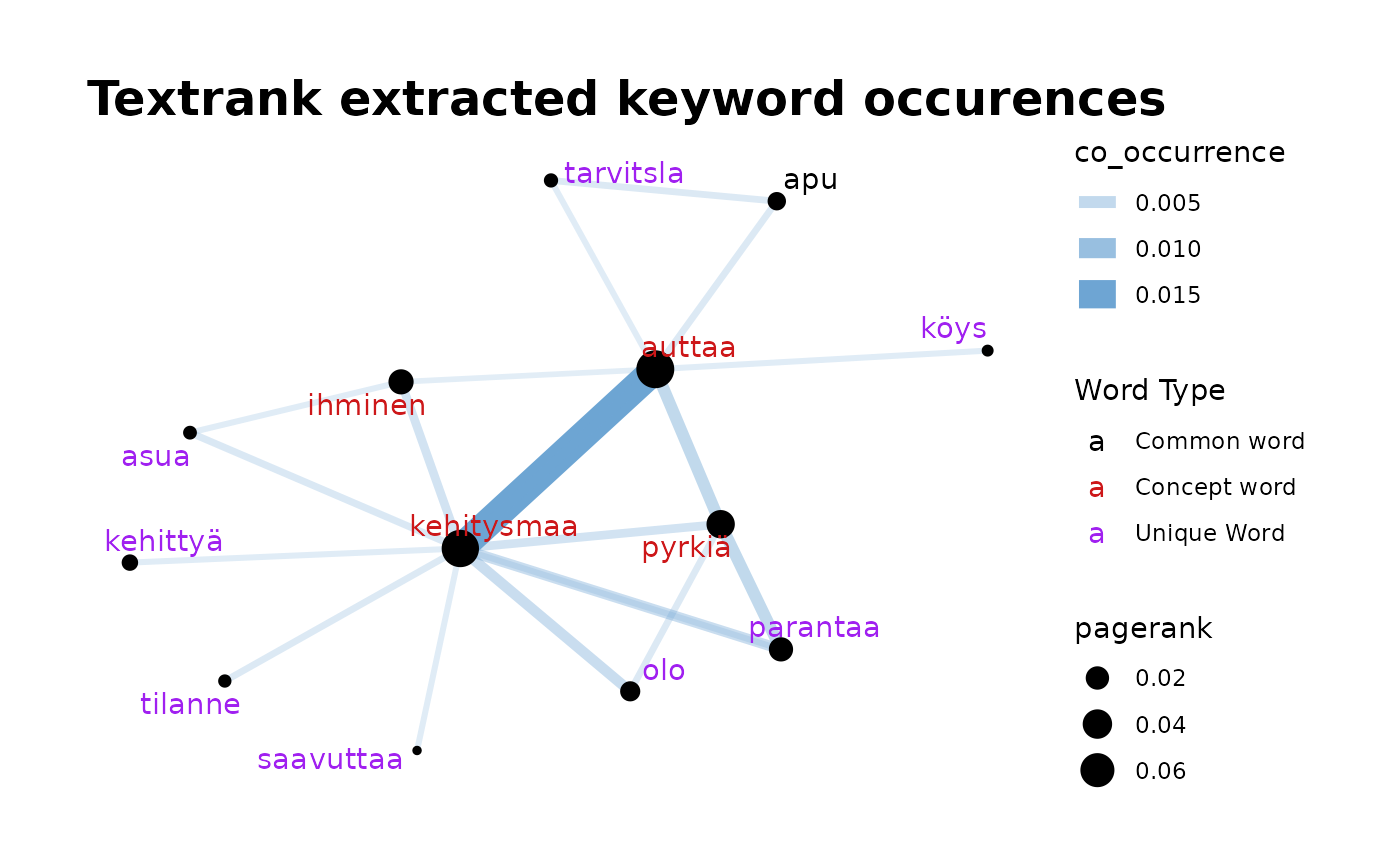 Textrank extracted keyword occurences
tarvitsla
apu
köys
auttaa
ihminen
asua
kehitysmaa
kehittyä
pyrkiä
parantaa
olo
tilanne
saavuttaa
co_occurrence
0.005
0.010
0.015
Word Type
a Common word
a Concept word
a Unique Word
pagerank
0.02
0.04
0.06